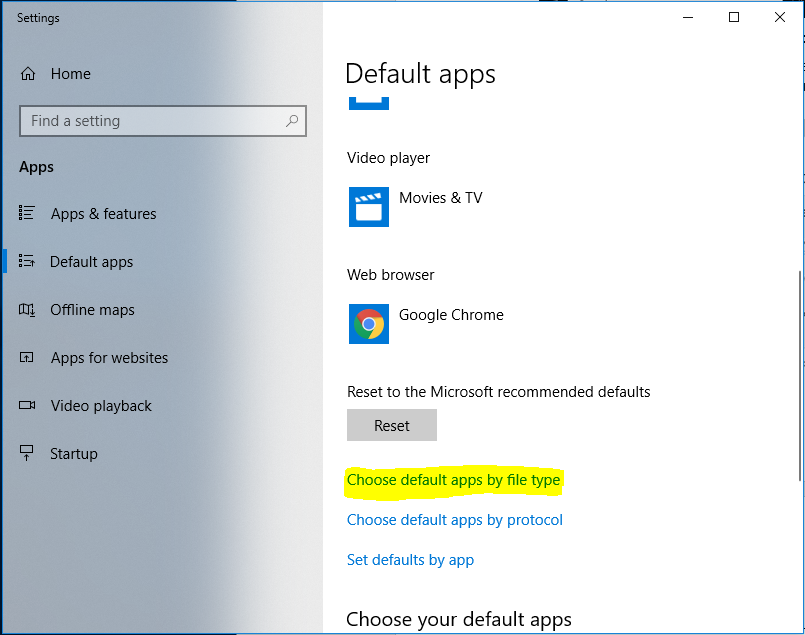 Settings
Home
Find a setting
Apps
Apps & features
Default apps
Offline maps
Apps for websites
Video playback
Startup
Default apps
Video player
Movies & TV
Web browser
Google Chrome
Reset to the Microsoft recommended defaults
Reset
Choose default apps by file type
Choose default apps by protocol
Set defaults by app
Choose your default apps